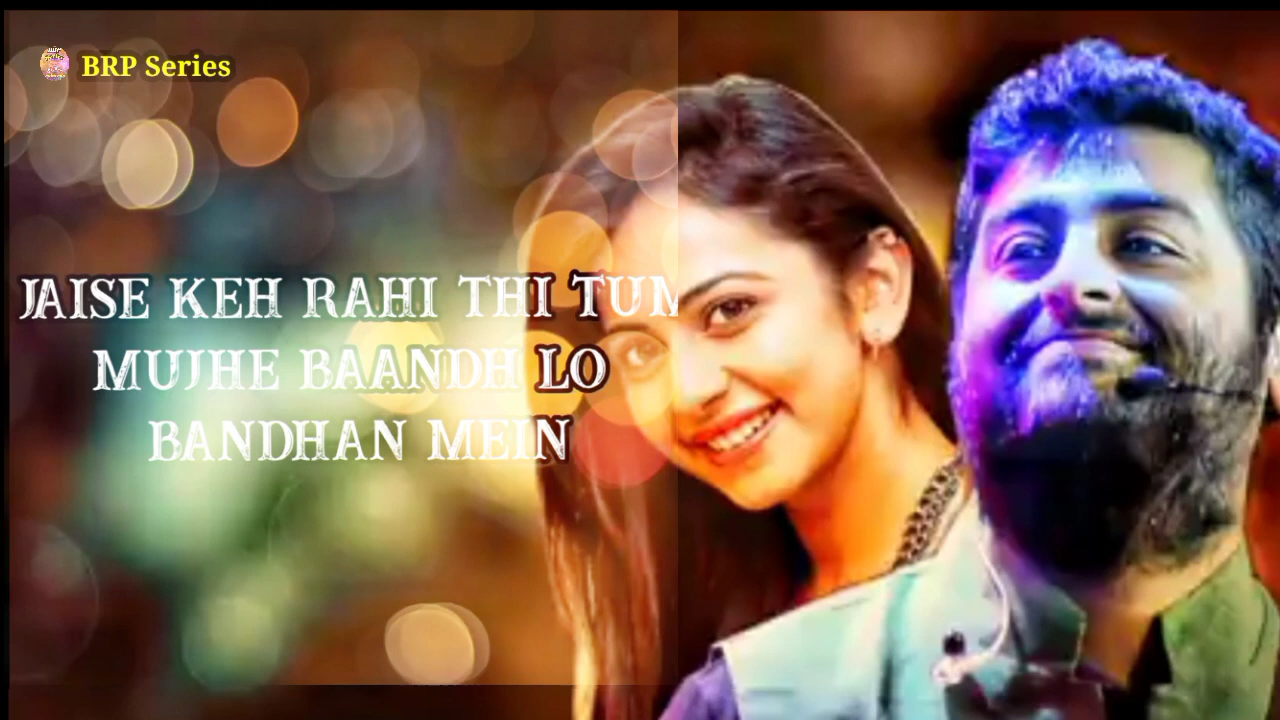 BRP Series
JAISE KEH RAHI THI TUM
MUJHE BAANDH LO
BANDHAN MEIN